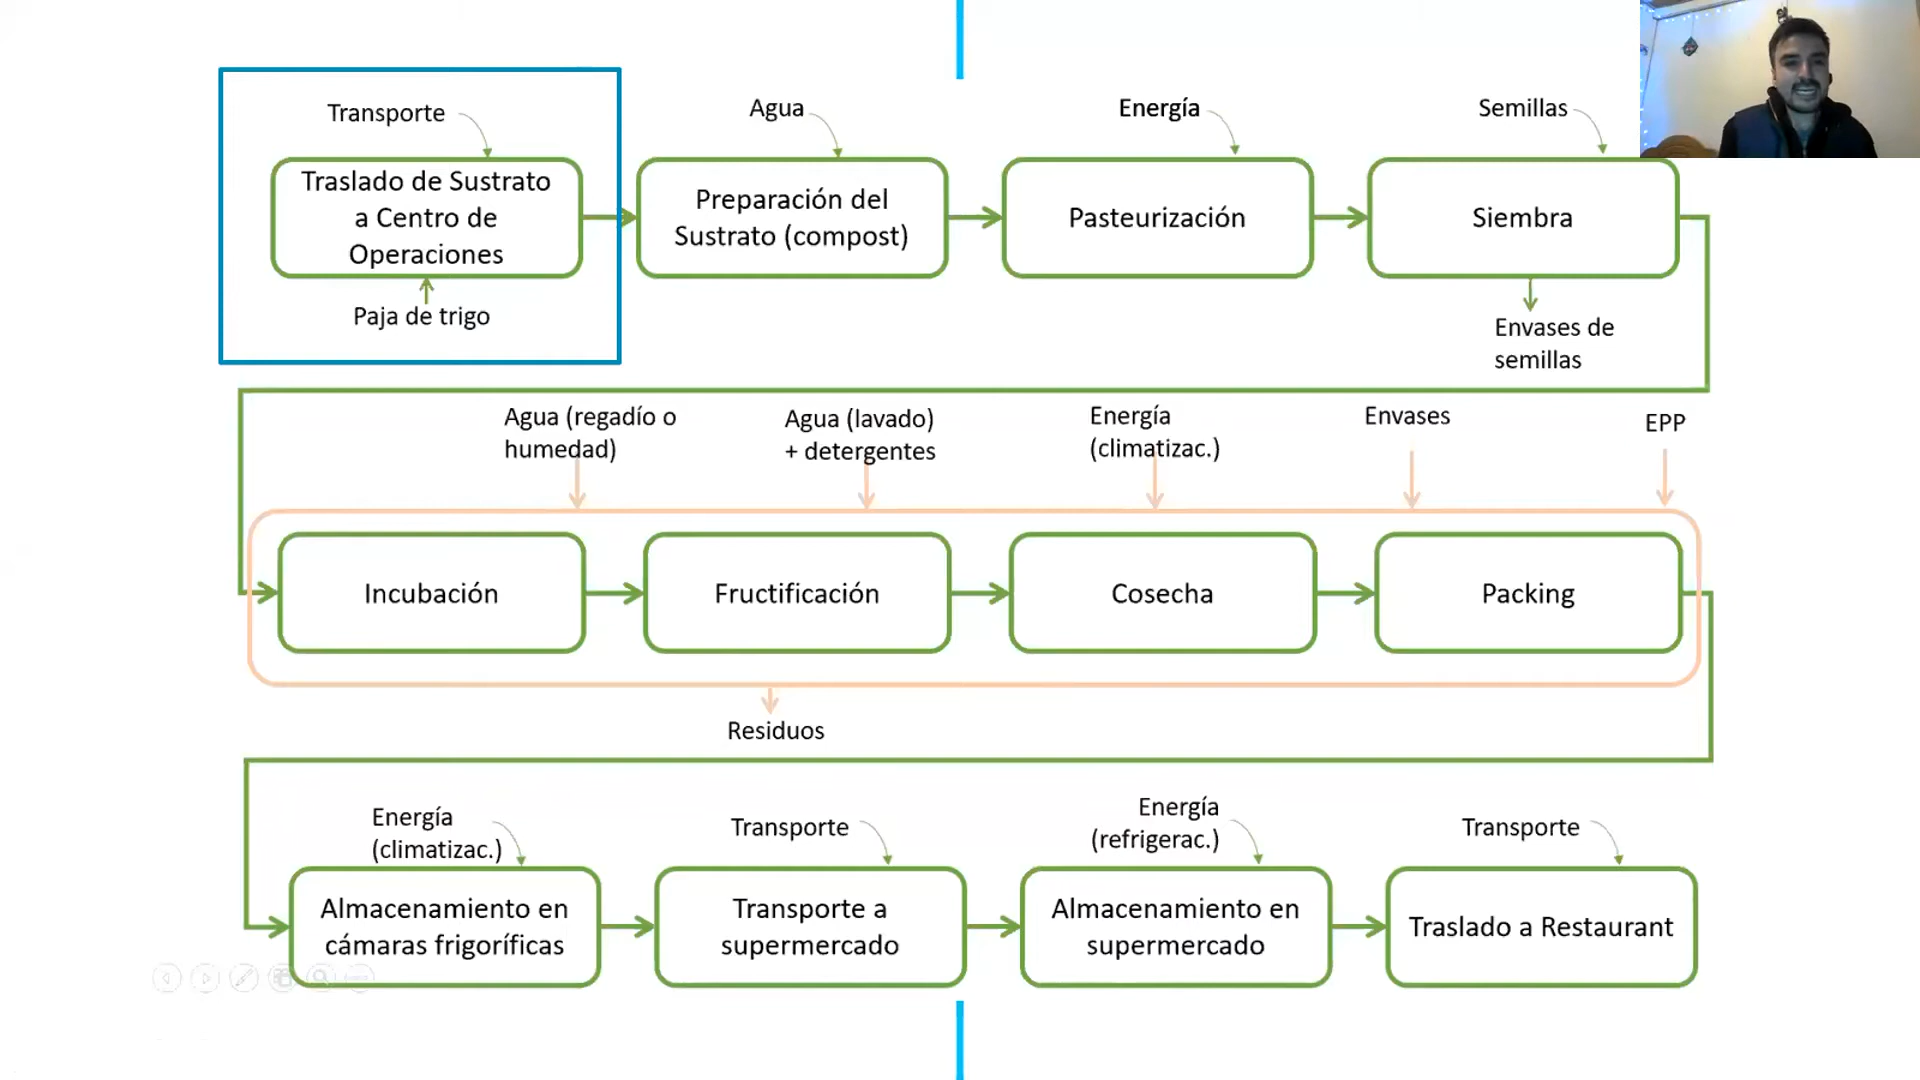 Transporte
Agua
Energía
Semillas
Traslado de Sustrato
a Centro de
Operaciones
Preparación del
Sustrato (compost)
Pasteurización
Siembra
Paja de trigo
Envases de
semillas
Agua (regadío o
humedad)
Agua (lavado)
+ detergentes
Energía
(climatizac.)
Envases
EPP
Incubación
Fructificación
Cosecha
Packing
Residuos
Energía
(climatizac.)
Transporte
Energía
(refrigerac.)
Transporte
Almacenamiento en
cámaras frigoríficas
Transporte a
supermercado
Almacenamiento en
supermercado
Traslado a Restaurant